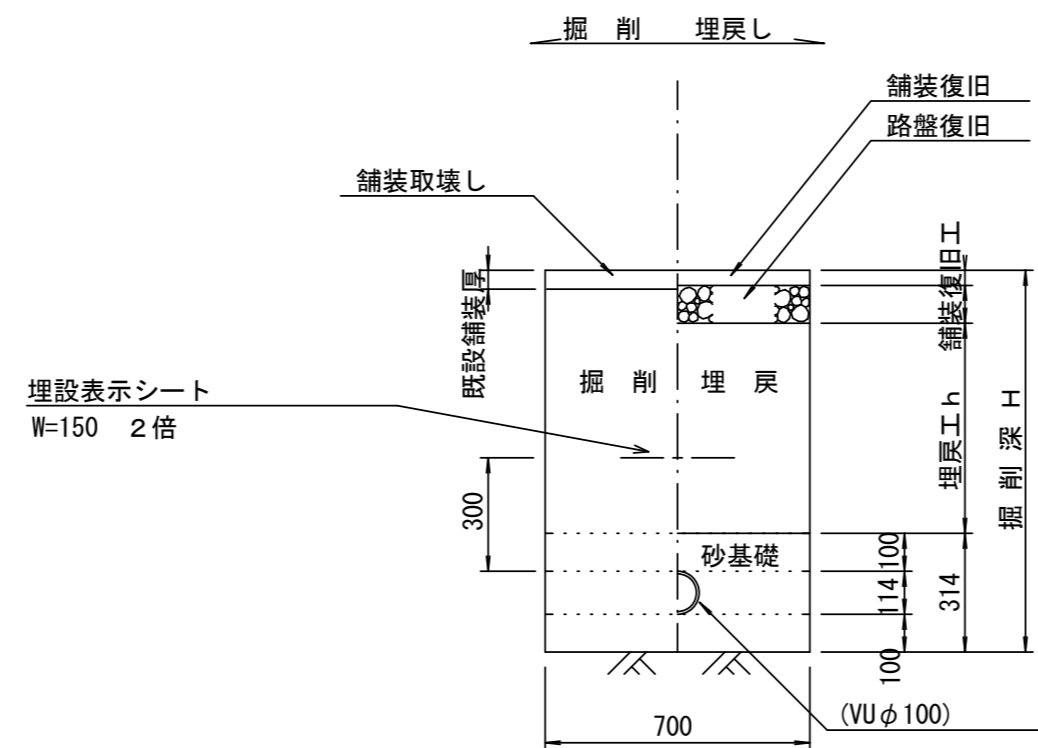 掘 削 埋戻し
舗装復旧
路盤復旧
舗装取壊し
既設舗装厚
舗装復旧工
掘 削 埋 戻
埋設表示シート
W=150 2倍
埋戻工h
掘削深H
300
砂基礎
100
114
314
100
(VUφ100)
700